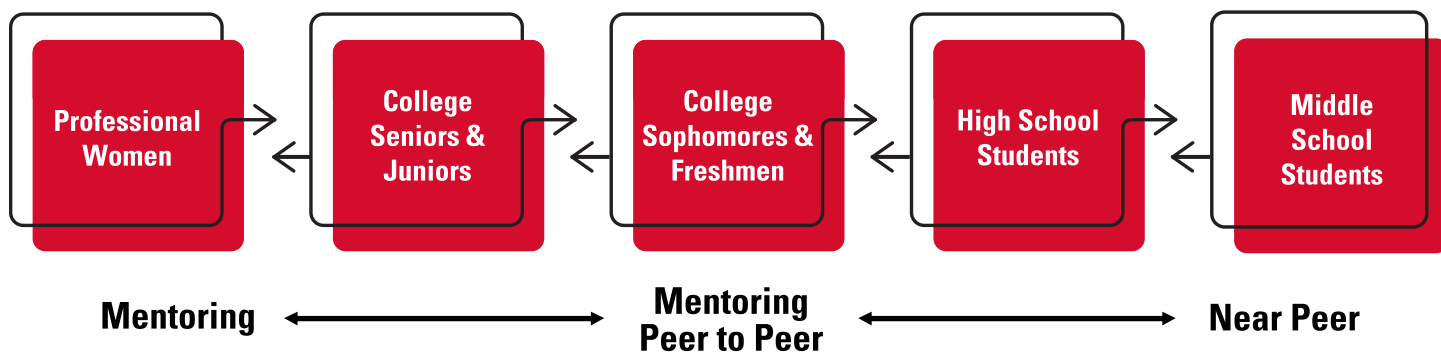 Professional
Women
College
Seniors &
Juniors
College
Sophomores &
Freshmen
High School
Students
Middle
School
Students
Mentoring
Mentoring
Peer to Peer
Near Peer